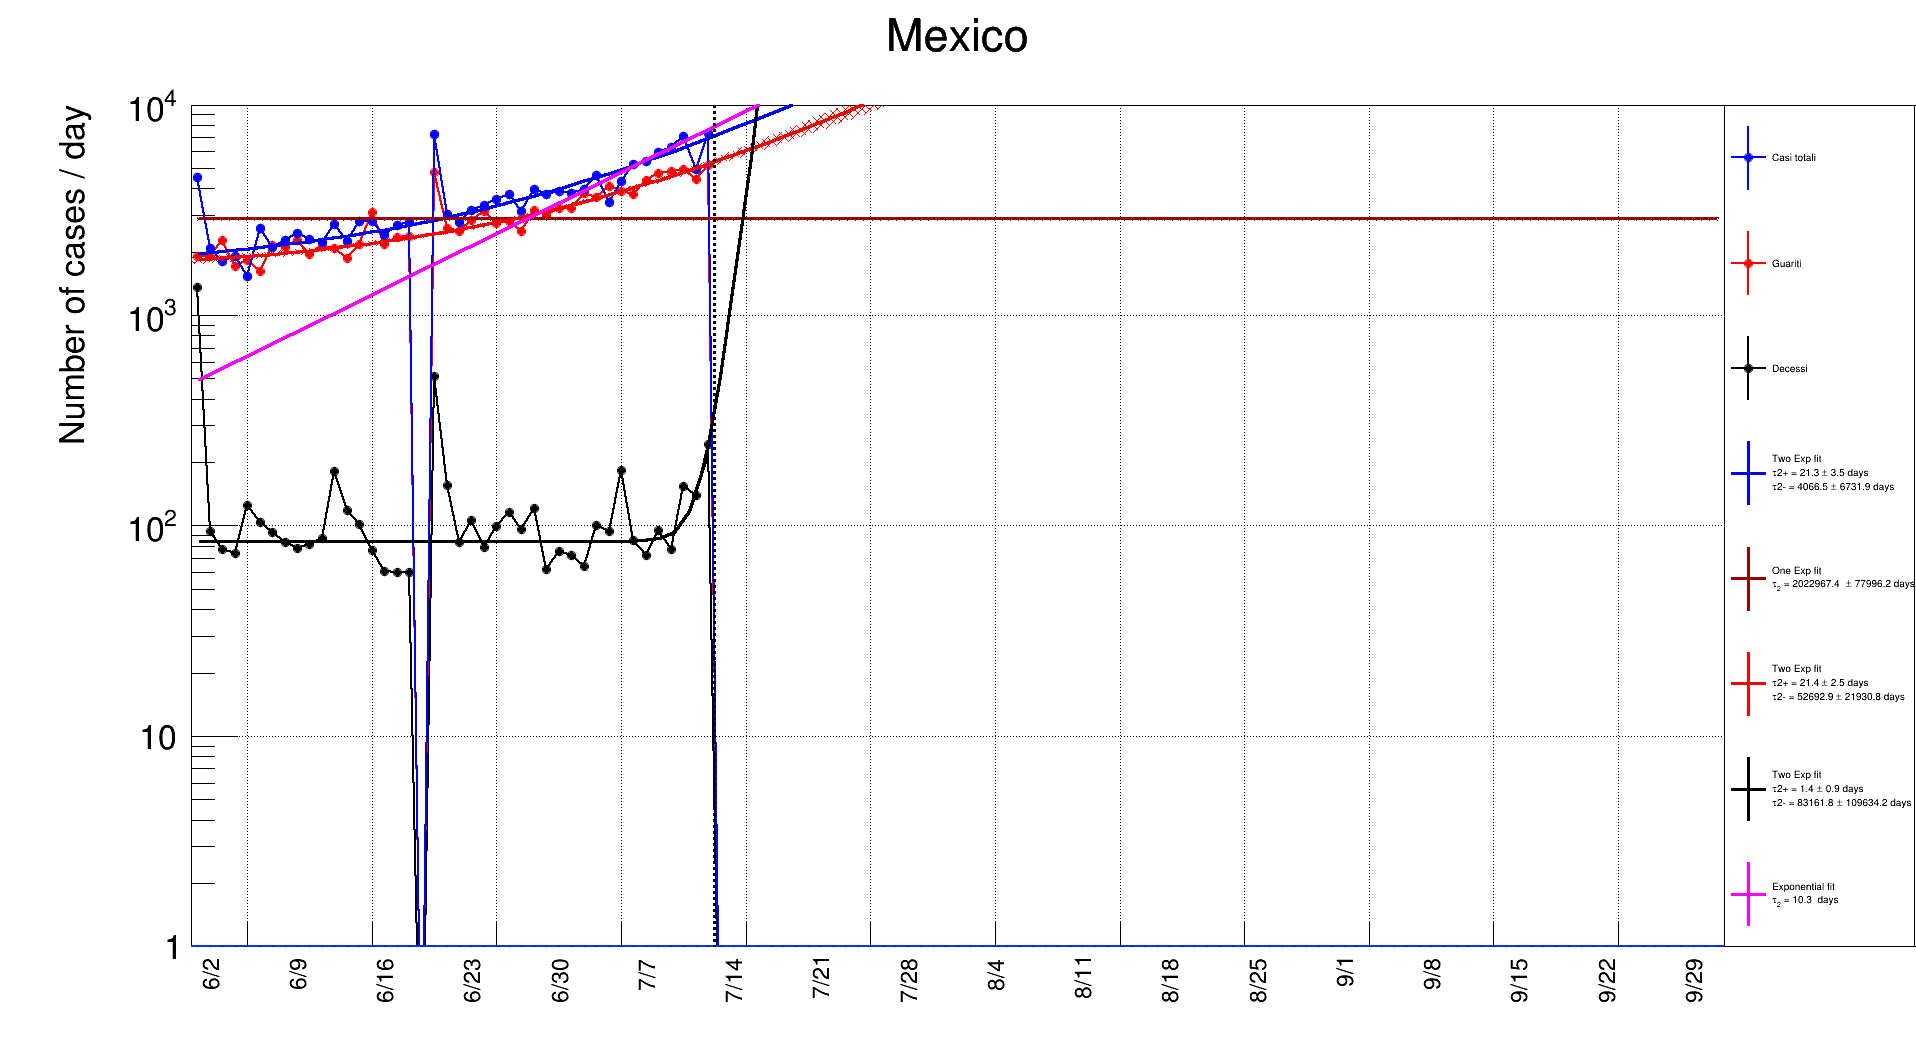 Mexico
Number of cases / day
10⁴
10³
10²
10
1
6/2
6/9
6/16
6/23
6/30
7/7
7/14
7/21
7/28
8/4
8/11
8/18
8/25
9/1
9/8
9/15
9/22
9/29
Casi totali
Guariti
Decessi
Two Exp fit
τ2+ = 21.3 ± 3.5 days
τ2- = 4066.5 ± 6731.9 days
One Exp fit
τ₂ = 2022967.4 ± 77996.2 days
Two Exp fit
τ2+ = 21.4 ± 2.5 days
τ2- = 52692.9 ± 21930.8 days
Two Exp fit
τ2+ = 1.4 ± 0.9 days
τ2- = 83161.8 ± 109634.2 days
Exponential fit
τ₂ = 10.3 days